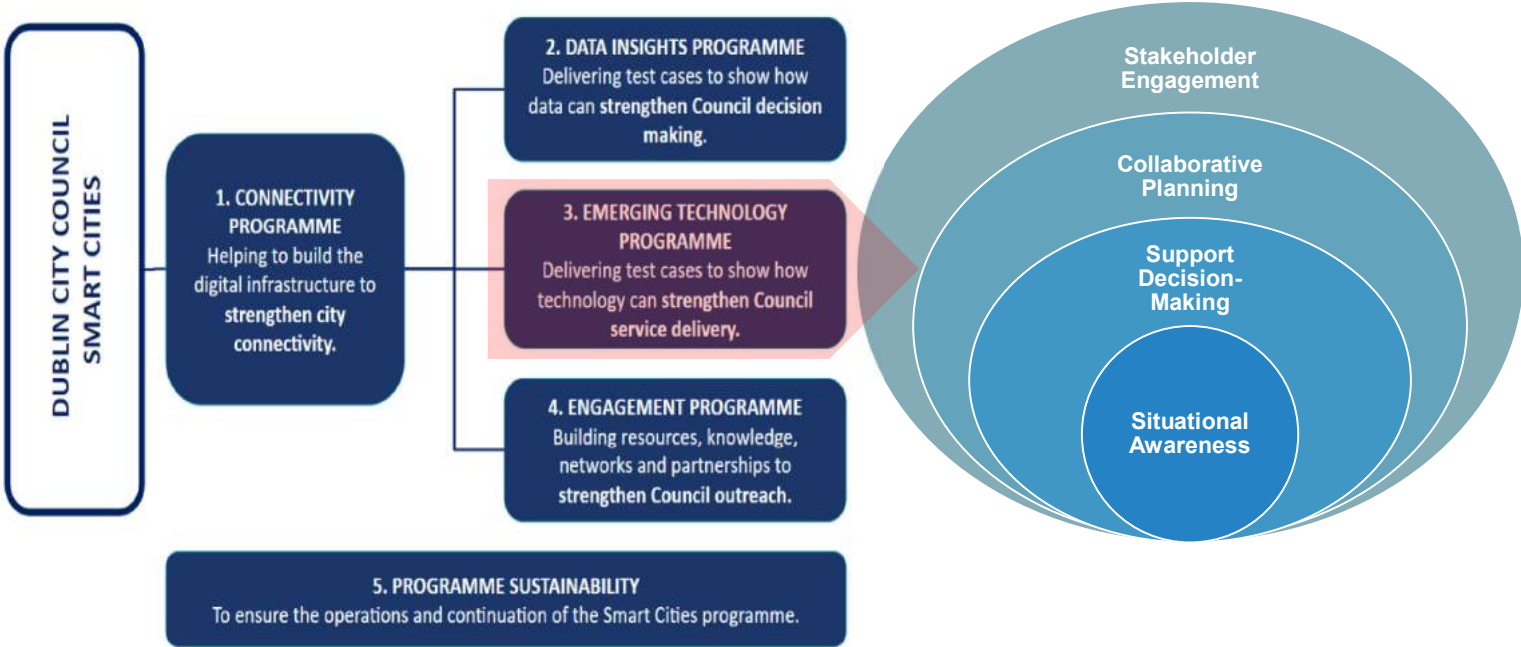 DUBLIN CITY COUNCIL
SMART CITIES
1. CONNECTIVITY
PROGRAMME
Helping to build the
digital infrastructure to
strengthen city
connectivity.
2. DATA INSIGHTS PROGRAMME
Delivering test cases to show how
data can strengthen Council decision
making.
3. EMERGING TECHNOLOGY
PROGRAMME
Delivering test cases to show how
technology can strengthen Council
service delivery.
4. ENGAGEMENT PROGRAMME
Building resources, knowledge,
networks and partnerships to
strengthen Council outreach.
5. PROGRAMME SUSTAINABILITY
To ensure the operations and continuation of the Smart Cities programme.
Stakeholder
Engagement
Collaborative
Planning
Support
Decision-
Making
Situational
Awareness